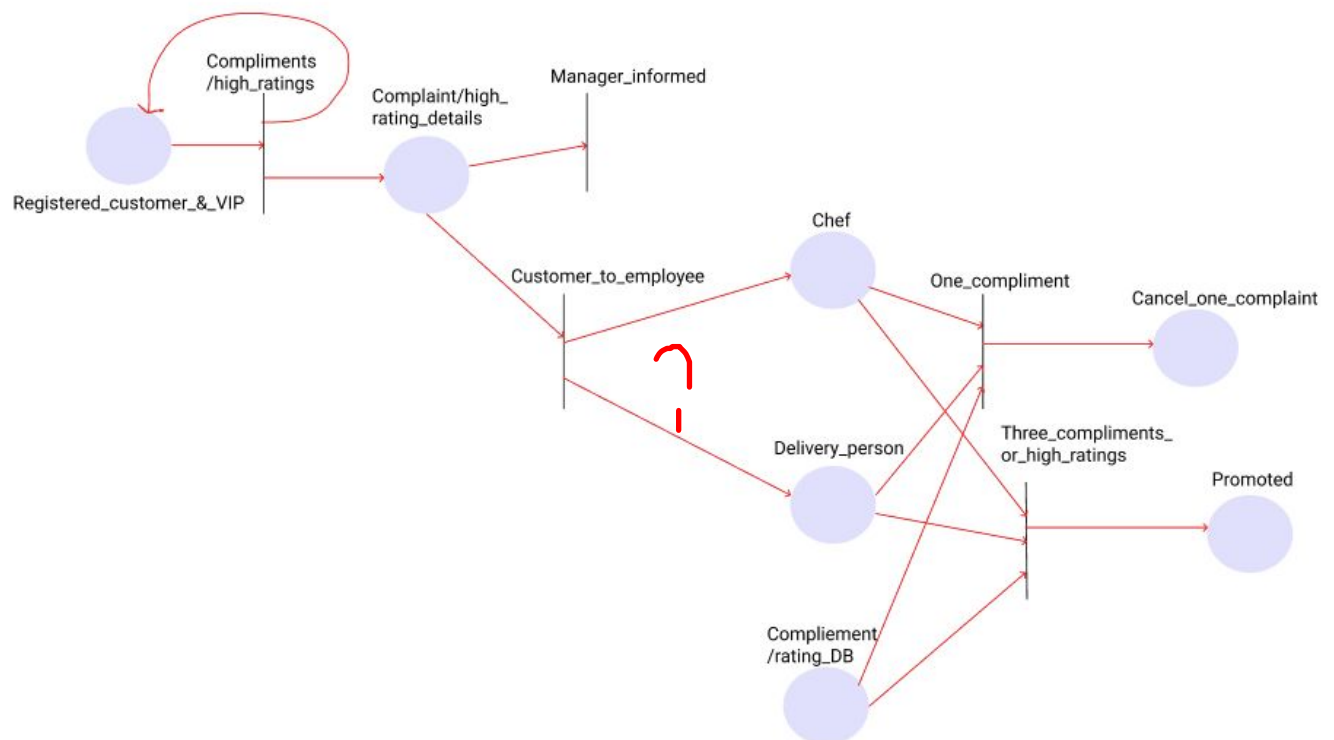 Compliments
/high_ratings
Manager_informed
Complaint/high_
rating_details
Registered_customer_&_VIP
Chef
Customer_to_employee
One_compliment
Cancel_one_complaint
Three_compliments_
or_high_ratings
Delivery_person
Promoted
Compliement
/rating_DB